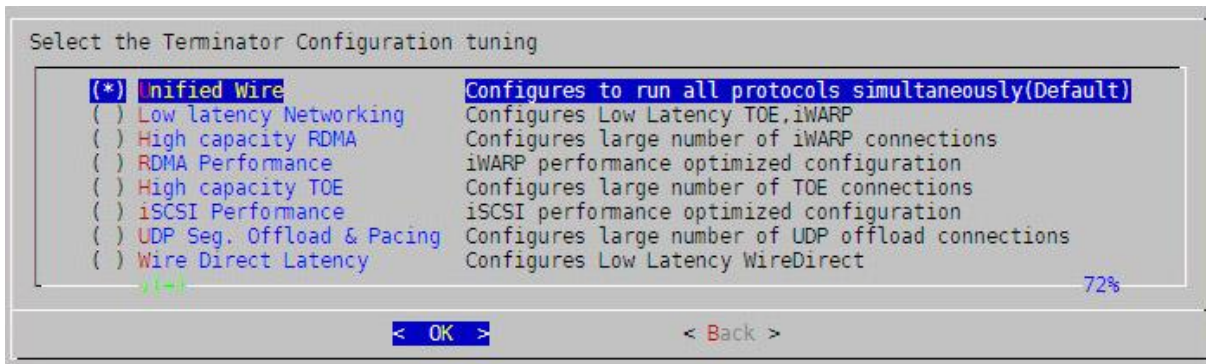 Select the Terminator Configuration tuning
(*) Unified Wire Configures to run all protocols simultaneously(Default)
( ) Low latency Networking Configures Low Latency TOE,iWARP
( ) High capacity RDMA Configures large number of iWARP connections
( ) RDMA Performance iWARP performance optimized configuration
( ) High capacity TOE Configures large number of TOE connections
( ) iSCSI Performance iSCSI performance optimized configuration
( ) UDP Seg. Offload & Pacing Configures large number of UDP offload connections
( ) Wire Direct Latency Configures Low Latency WireDirect
72%
< OK > < Back >